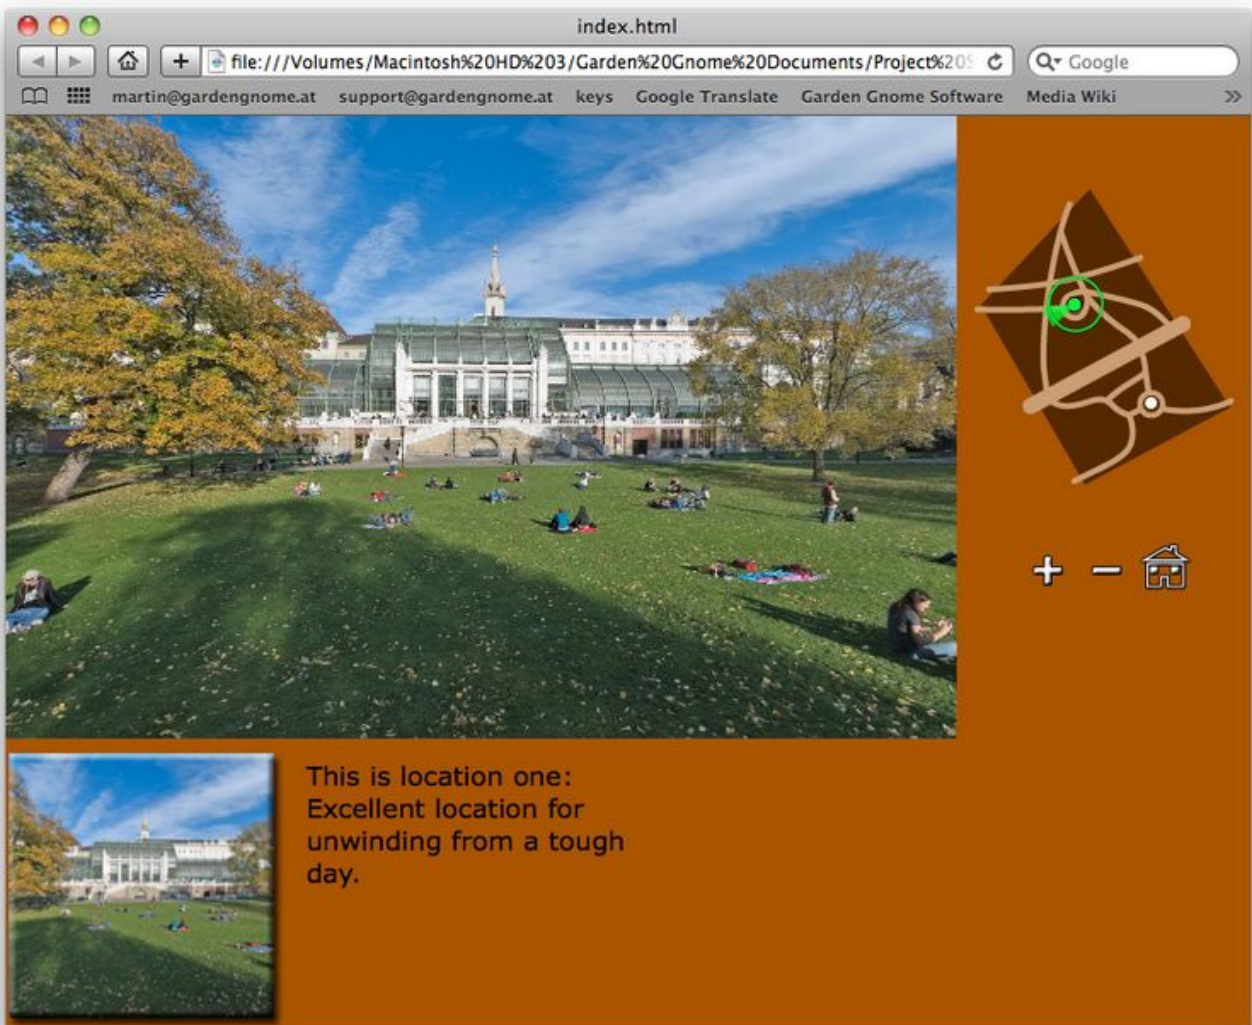 index.html
file:///Volumes/Macintosh%20HD%203/Garden%20Gnome%20Documents/Project%20S
Google
martin@gardengnome.at support@gardengnome.at keys Google Translate Garden Gnome Software Media Wiki
This is location one:
Excellent location for
unwinding from a tough
day.